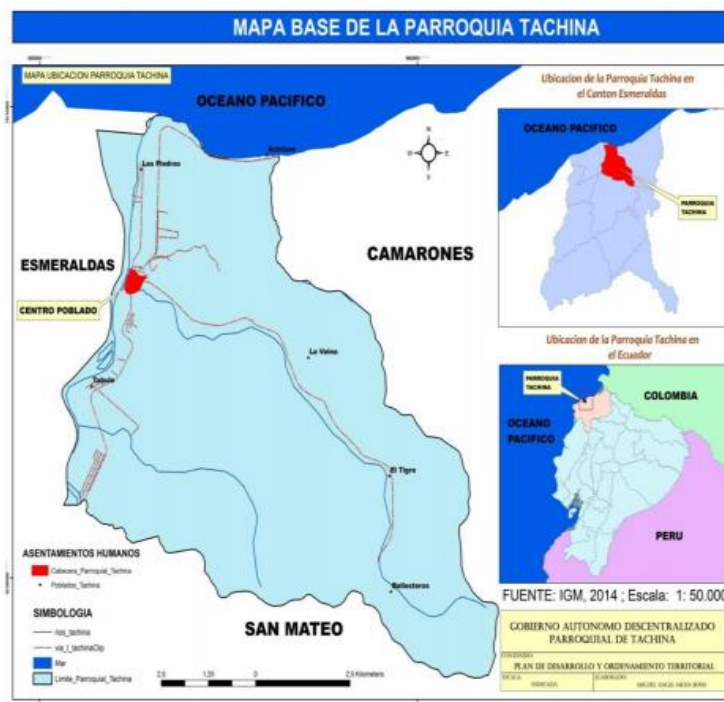 MAPA BASE DE LA PARROQUIA TACHINA
MAPA UBICACION PARROQUIA TACHINA
OCEANO PACIFICO
Achilube
Las Piedras
N
W
E
S
ESMERALDAS
CAMARONES
CENTRO POBLADO
La Vaina
El Tigre
Ballesteros
SAN MATEO
ASENTAMIENTOS HUMANOS
Cabecera_Parroquial_Tachina
Poblados_Tachina
SIMBOLOGIA
rios_tachina
via_l_tachinaClip
Mar
Limite_Parroquial_Tachina
2,5 1,25 0 2,5 Kilometers
Ubicacion de la Parroquia Tachina en
el Canton Esmeraldas
OCEANO PACIFICO
PARROQUIA
TACHINA
Ubicacion de la Parroquia Tachina en
el Ecuador
PARROQUIA
TACHINA
COLOMBIA
OCEANO
PACIFICO
PERU
FUENTE: IGM, 2014 ; Escala: 1: 50.000
GOBIERNO AUTONOMO DESCENTRALIZADO
PARROQUIAL DE TACHINA
PLAN DE DESARROLLO Y ORDENAMIENTO TERRITORIAL